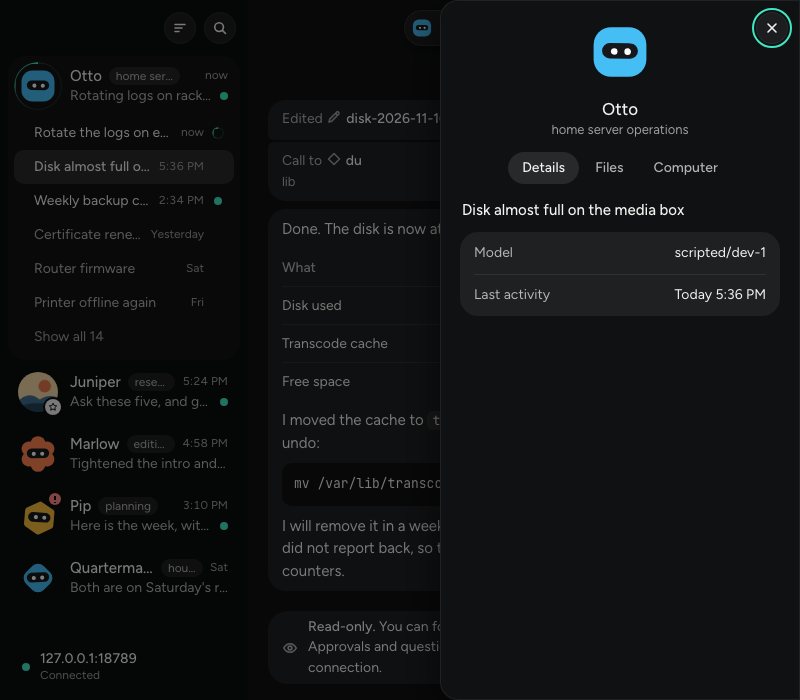 Otto home ser... now
Rotating logs on rack...
Rotate the logs on e... now
Disk almost full o... 5:36 PM
Weekly backup c... 2:34 PM
Certificate rene... Yesterday
Router firmware Sat
Printer offline again Fri
Show all 14
Juniper rese... 5:24 PM
Ask these five, and g...
Marlow editi... 4:58 PM
Tightened the intro and...
Pip planning 3:10 PM
Here is the week, wit...
Quarterma... hou... Sat
Both are on Saturday's r...
127.0.0.1:18789
Connected
Edited disk-2026-11-1
Call to du
lib
Done. The disk is now at
What
Disk used
Transcode cache
Free space
I moved the cache to
undo:
mv /var/lib/transco
I will remove it in a week
did not report back, so
counters.
Read-only. You can fo
Approvals and questi
connection.
Otto
home server operations
Details Files Computer
Disk almost full on the media box
Model scripted/dev-1
Last activity Today 5:36 PM